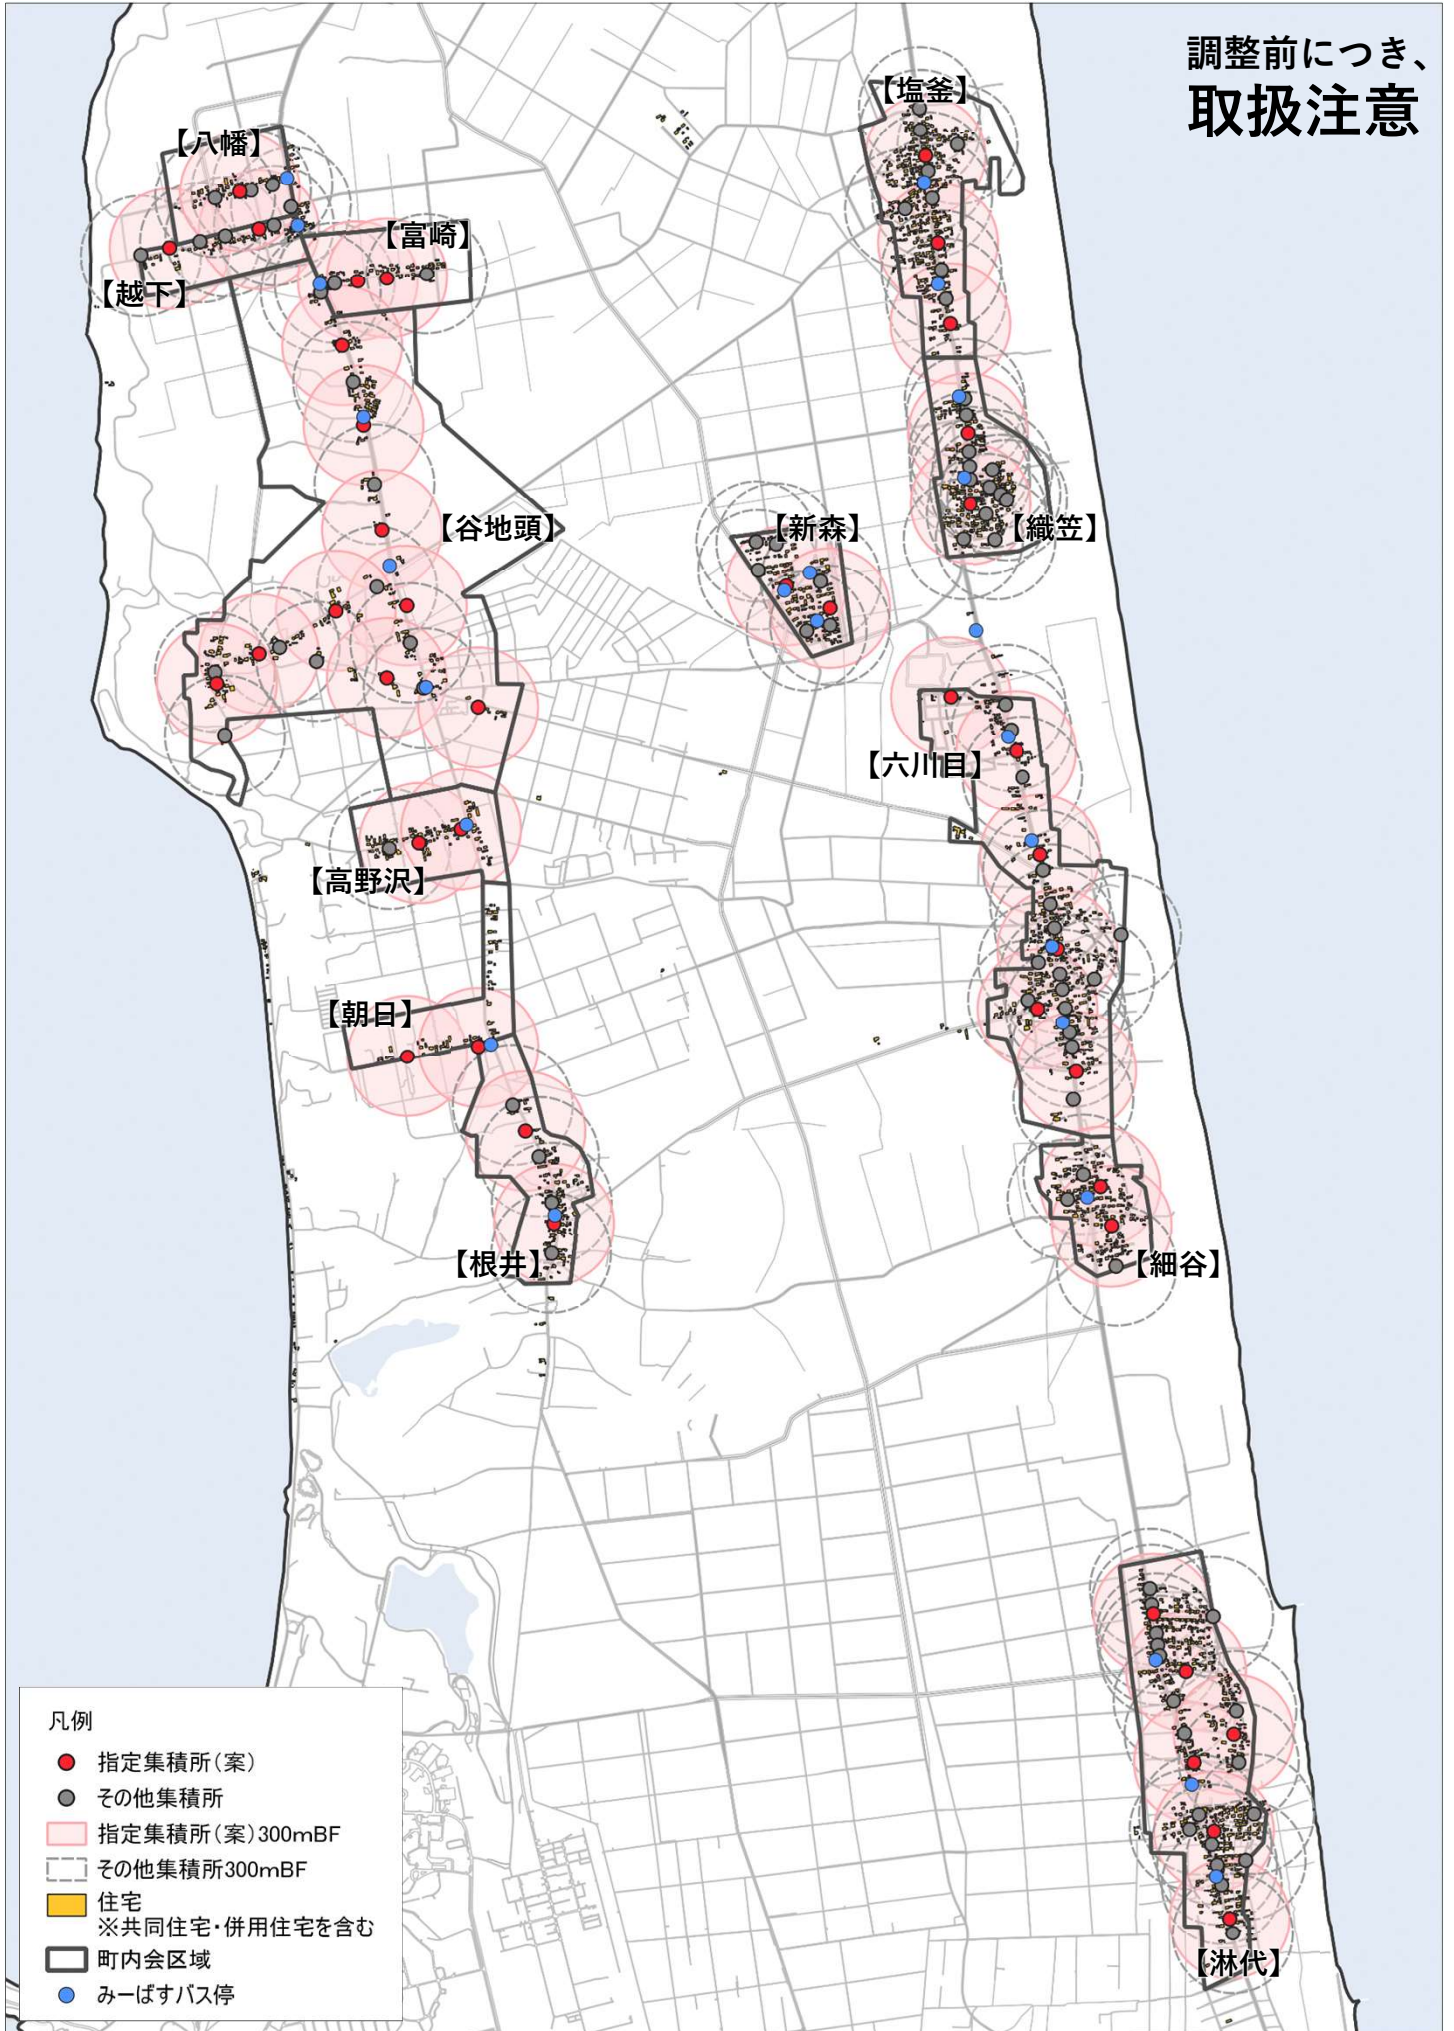 調整前につき、
取扱注意
【塩釜】
【八幡】
【富崎】
【越下】
【谷地頭】
【新森】
【織笠】
【六川目】
【高野沢】
【朝日】
【根井】
【細谷】
【淋代】
凡例
指定集積所(案)
その他集積所
指定集積所(案)300mBF
その他集積所300mBF
住宅
※共同住宅・併用住宅を含む
町内会区域
みーばすバス停